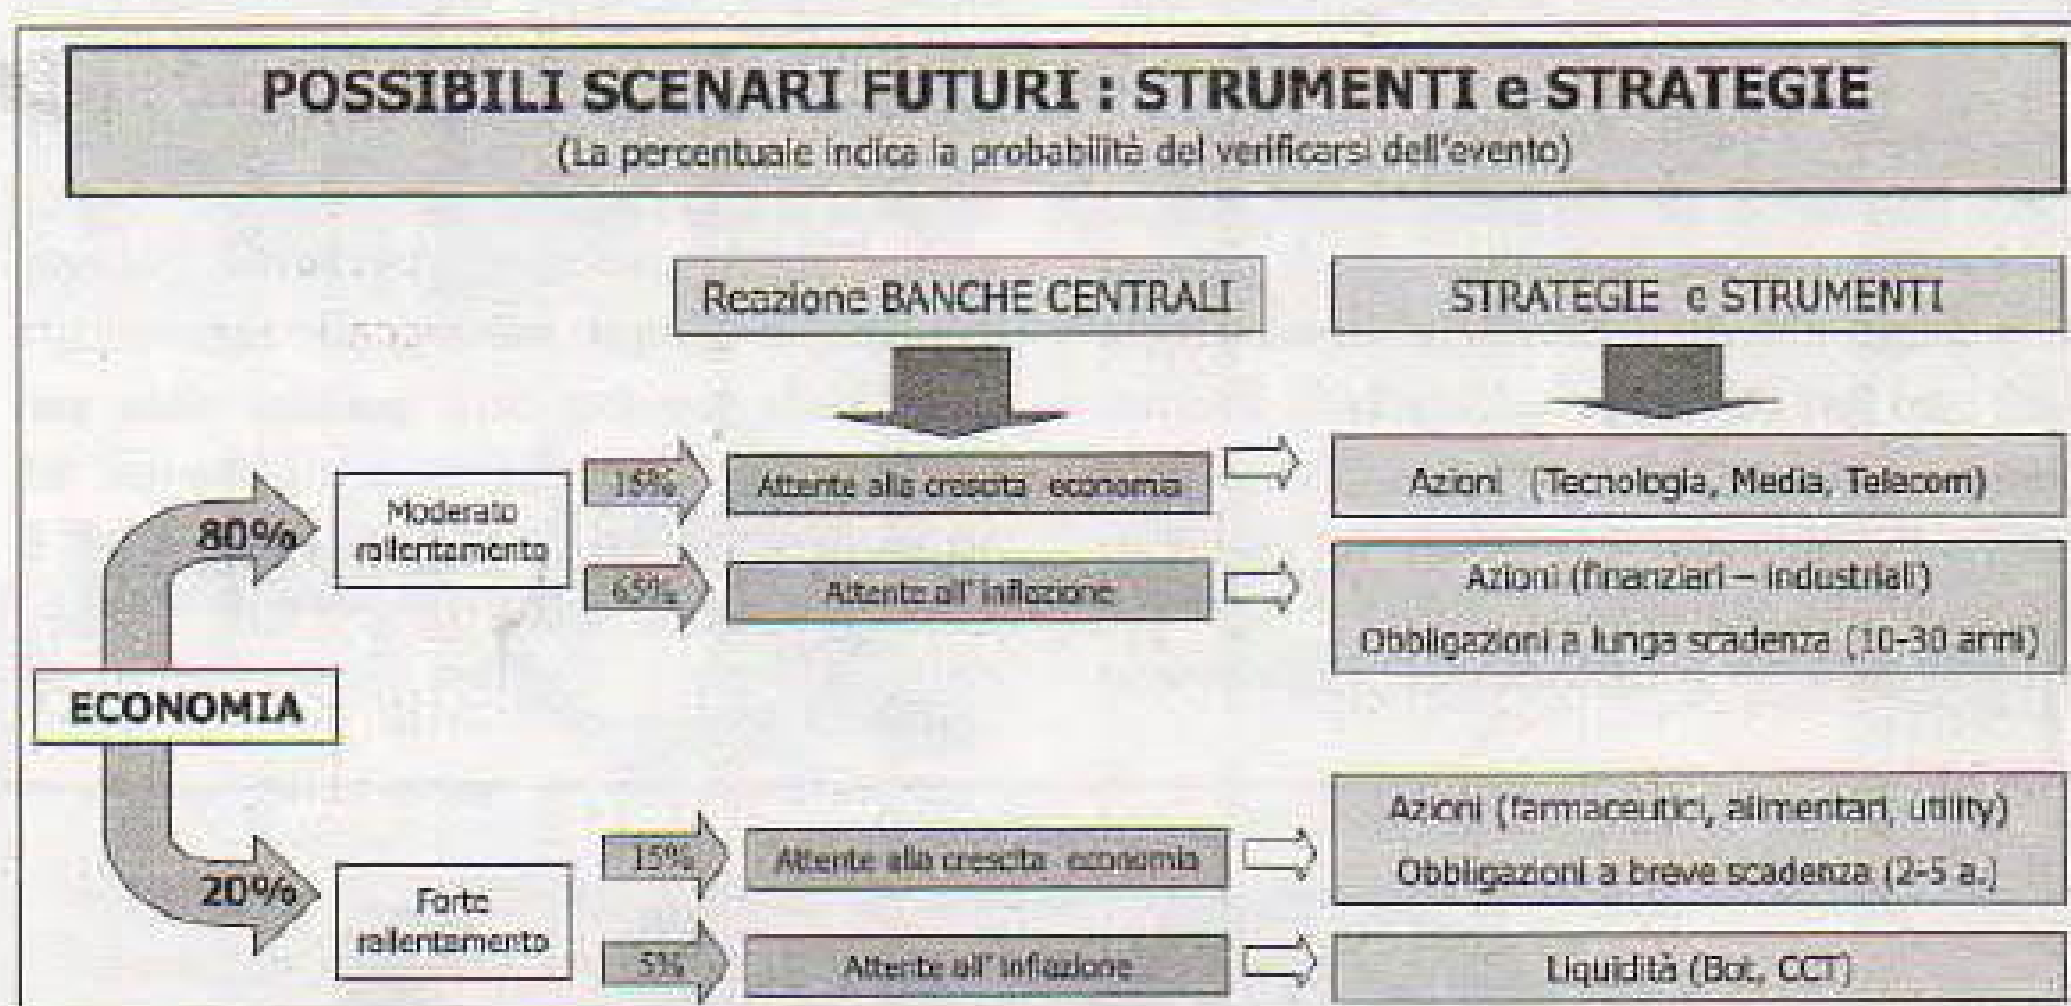 POSSIBILI SCENARI FUTURI : STRUMENTI e STRATEGIE
(La percentuale indica la probabilità del verificarsi dell'evento)
Reazione BANCHE CENTRALI
STRATEGIE e STRUMENTI
80%
Moderato
rallentamento
15%
Attente alla crescita economia
Azioni (Tecnologia, Media, Telecom)
65%
Attente all' inflazione
Azioni (finanziari – industriali)
Obbligazioni a lunga scadenza (10-30 anni)
ECONOMIA
20%
Forte
rallentamento
15%
Attente alla crescita economia
Azioni (farmaceutici, alimentari, utility)
Obbligazioni a breve scadenza (2-5 a.)
5%
Attente all' inflazione
Liquidità (Bot, CCT)